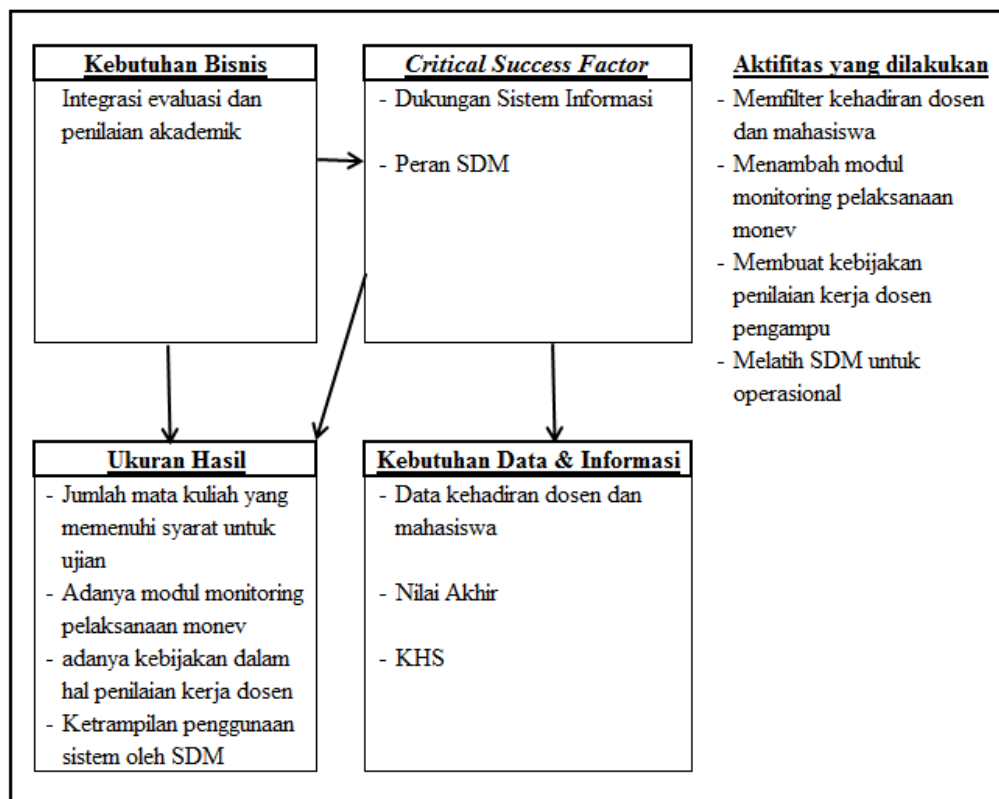 Kebutuhan Bisnis
Integrasi evaluasi dan
penilaian akademik
Critical Success Factor
- Dukungan Sistem Informasi
- Peran SDM
Aktifitas yang dilakukan
- Memfilter kehadiran dosen
dan mahasiswa
- Menambah modul
monitoring pelaksanaan
monev
- Membuat kebijakan
penilaian kerja dosen
pengampu
- Melatih SDM untuk
operasional
Ukuran Hasil
- Jumlah mata kuliah yang
memenuhi syarat untuk
ujian
- Adanya modul monitoring
pelaksanaan monev
- adanya kebijakan dalam
hal penilaian kerja dosen
- Ketrampilan penggunaan
sistem oleh SDM
Kebutuhan Data & Informasi
- Data kehadiran dosen dan
mahasiswa
- Nilai Akhir
- KHS